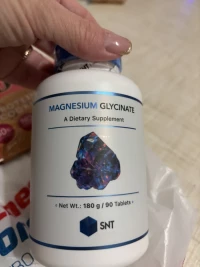 MAGNESIUM GLYCINATE
A Dietary Supplement
• Net Wt.: 180 g / 90 Tablets •
SNT